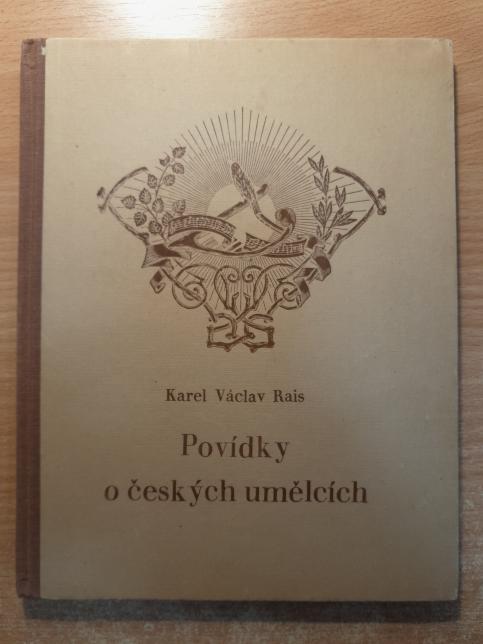 Karel Václav Rais
Povídky
o českých umělcích